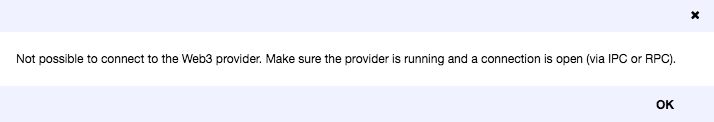 Not possible to connect to the Web3 provider. Make sure the provider is running and a connection is open (via IPC or RPC).
OK